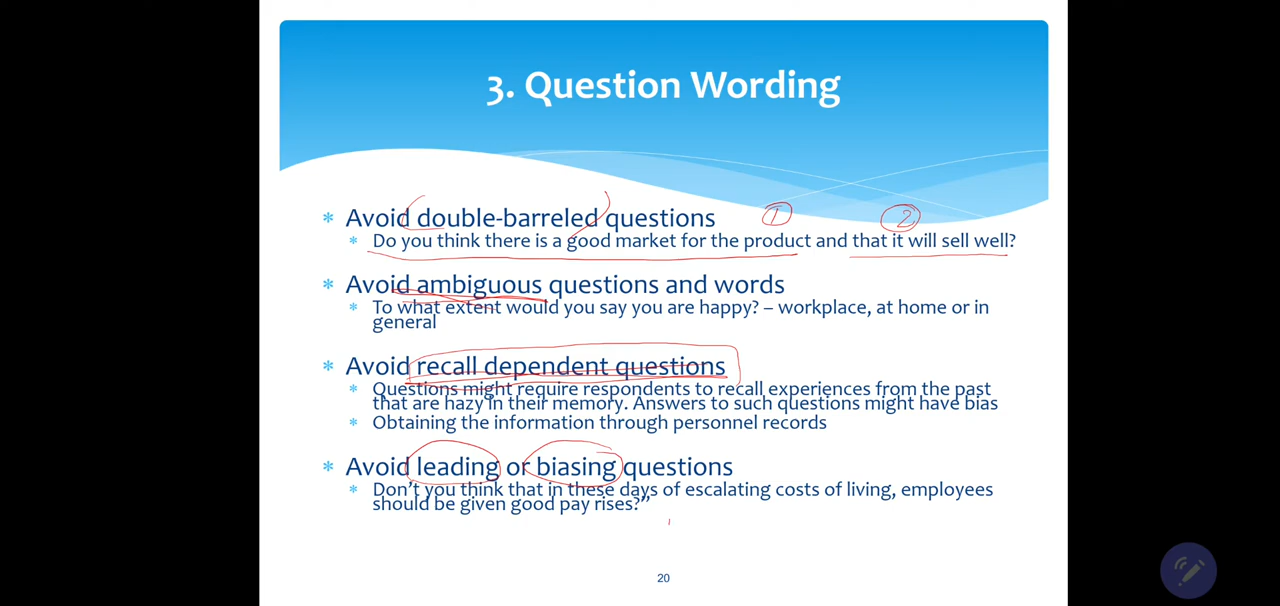 3. Question Wording
* Avoid double-barreled questions
1 2
* Do you think there is a good market for the product and that it will sell well?
* Avoid ambiguous questions and words
* To what extent would you say you are happy? – workplace, at home or in
general
* Avoid recall dependent questions
* Questions might require respondents to recall experiences from the past
that are hazy in their memory. Answers to such questions might have bias
* Obtaining the information through personnel records
* Avoid leading or biasing questions
* Don't you think that in these days of escalating costs of living, employees
should be given good pay rises?"
20